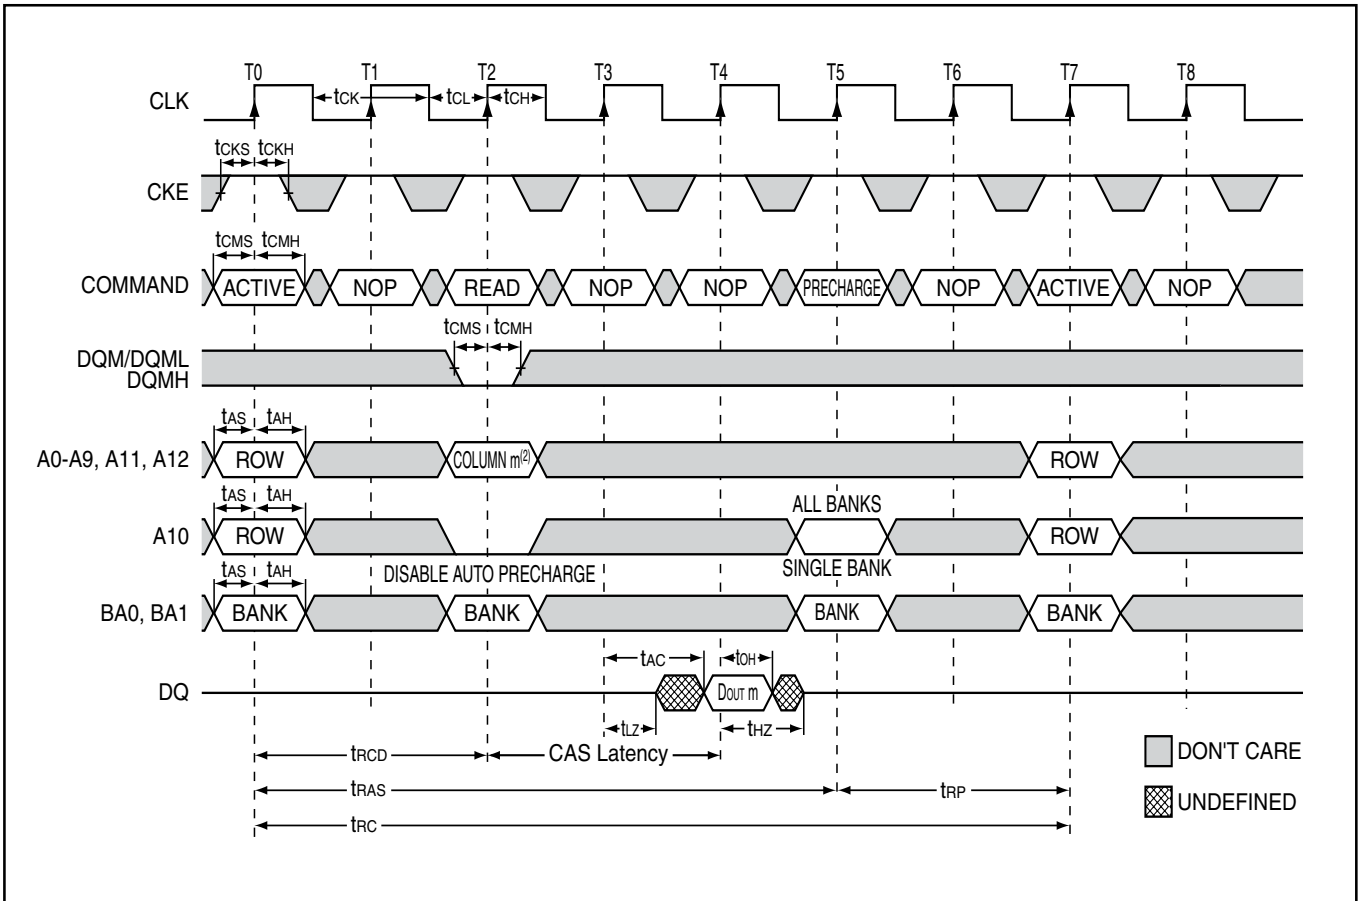 T0 T1 T2 T3 T4 T5 T6 T7 T8
CLK
tCK tCL tCH
tCKS tCKH
CKE
tCMS tCMH
COMMAND ACTIVE NOP READ NOP NOP PRECHARGE NOP ACTIVE NOP
tCMS tCMH
DQM/DQML
DQMH
tAS tAH
A0-A9, A11, A12 ROW COLUMN m(2) ROW
tAS tAH ALL BANKS
A10 ROW ROW
DISABLE AUTO PRECHARGE SINGLE BANK
tAS tAH
BA0, BA1 BANK BANK BANK BANK
tAC tOH
DQ DOUT m
tLZ tHZ
tRCD CAS Latency
DON'T CARE
tRAS tRP
UNDEFINED
tRC